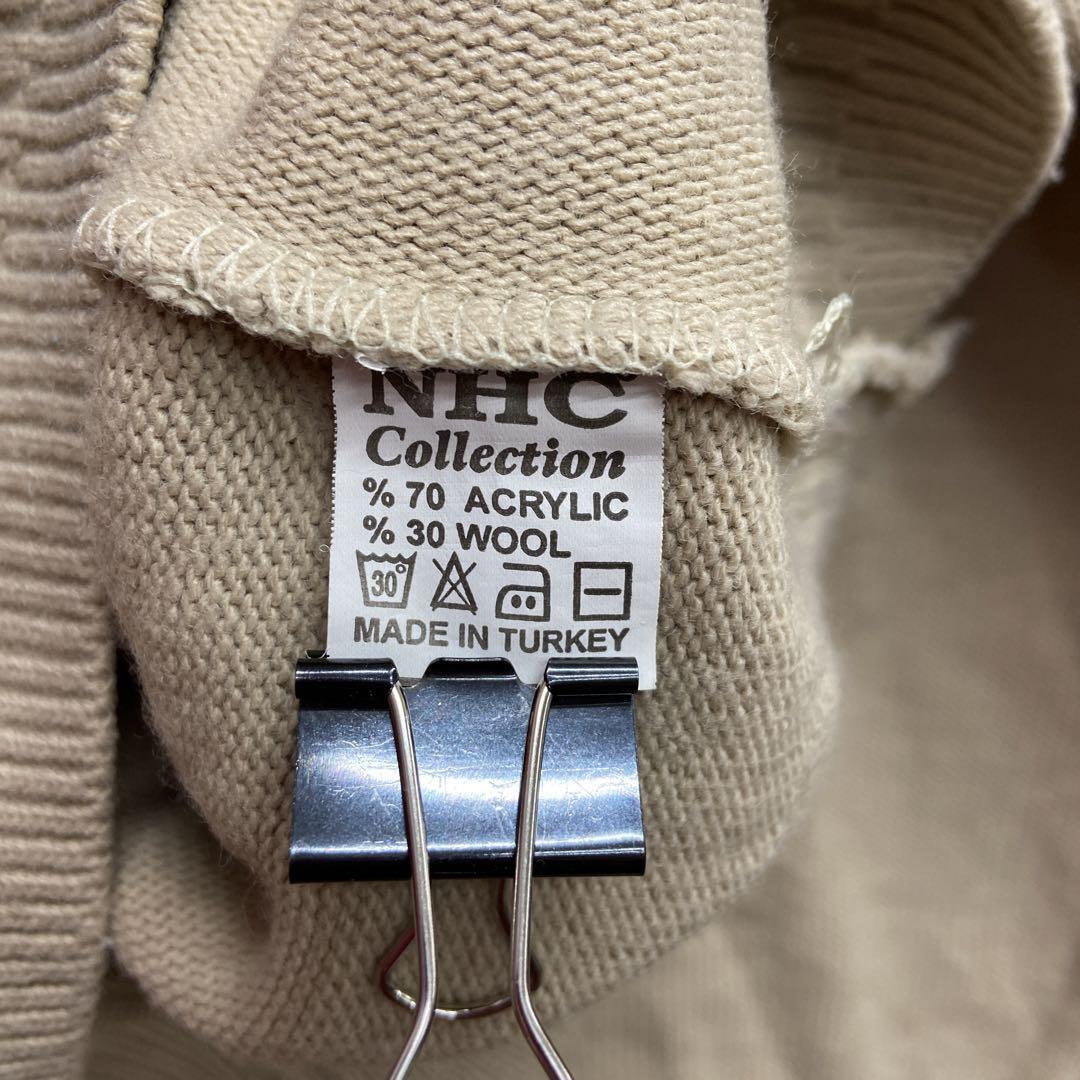 NHC
Collection
% 70 ACRYLIC
% 30 WOOL
30°
MADE IN TURKEY